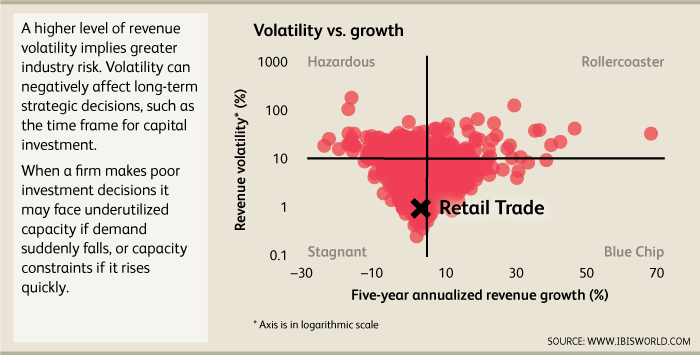 A higher level of revenue
volatility implies greater
industry risk. Volatility can
negatively affect long-term
strategic decisions, such as
the time frame for capital
investment.
When a firm makes poor
investment decisions it
may face underutilized
capacity if demand
suddenly falls, or capacity
constraints if it rises
quickly.
Volatility vs. growth
Revenue volatility* (%)
1000
100
10
1
0.1
Hazardous
Rollercoaster
Retail Trade
Stagnant
Blue Chip
–30
–10
10
30
50
70
Five-year annualized revenue growth (%)
* Axis is in logarithmic scale
SOURCE: WWW.IBISWORLD.COM